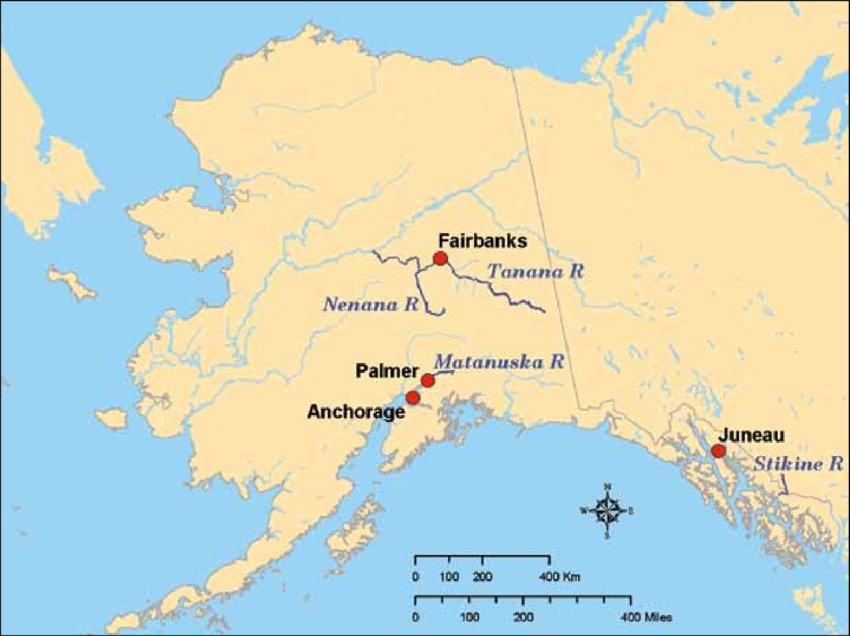 Fairbanks
Tanana R
Nenana R
Matanuska R
Palmer
Anchorage
Juneau
Stikine R
N
W E
S
0 100 200 400 Km
0 100 200 400 Miles